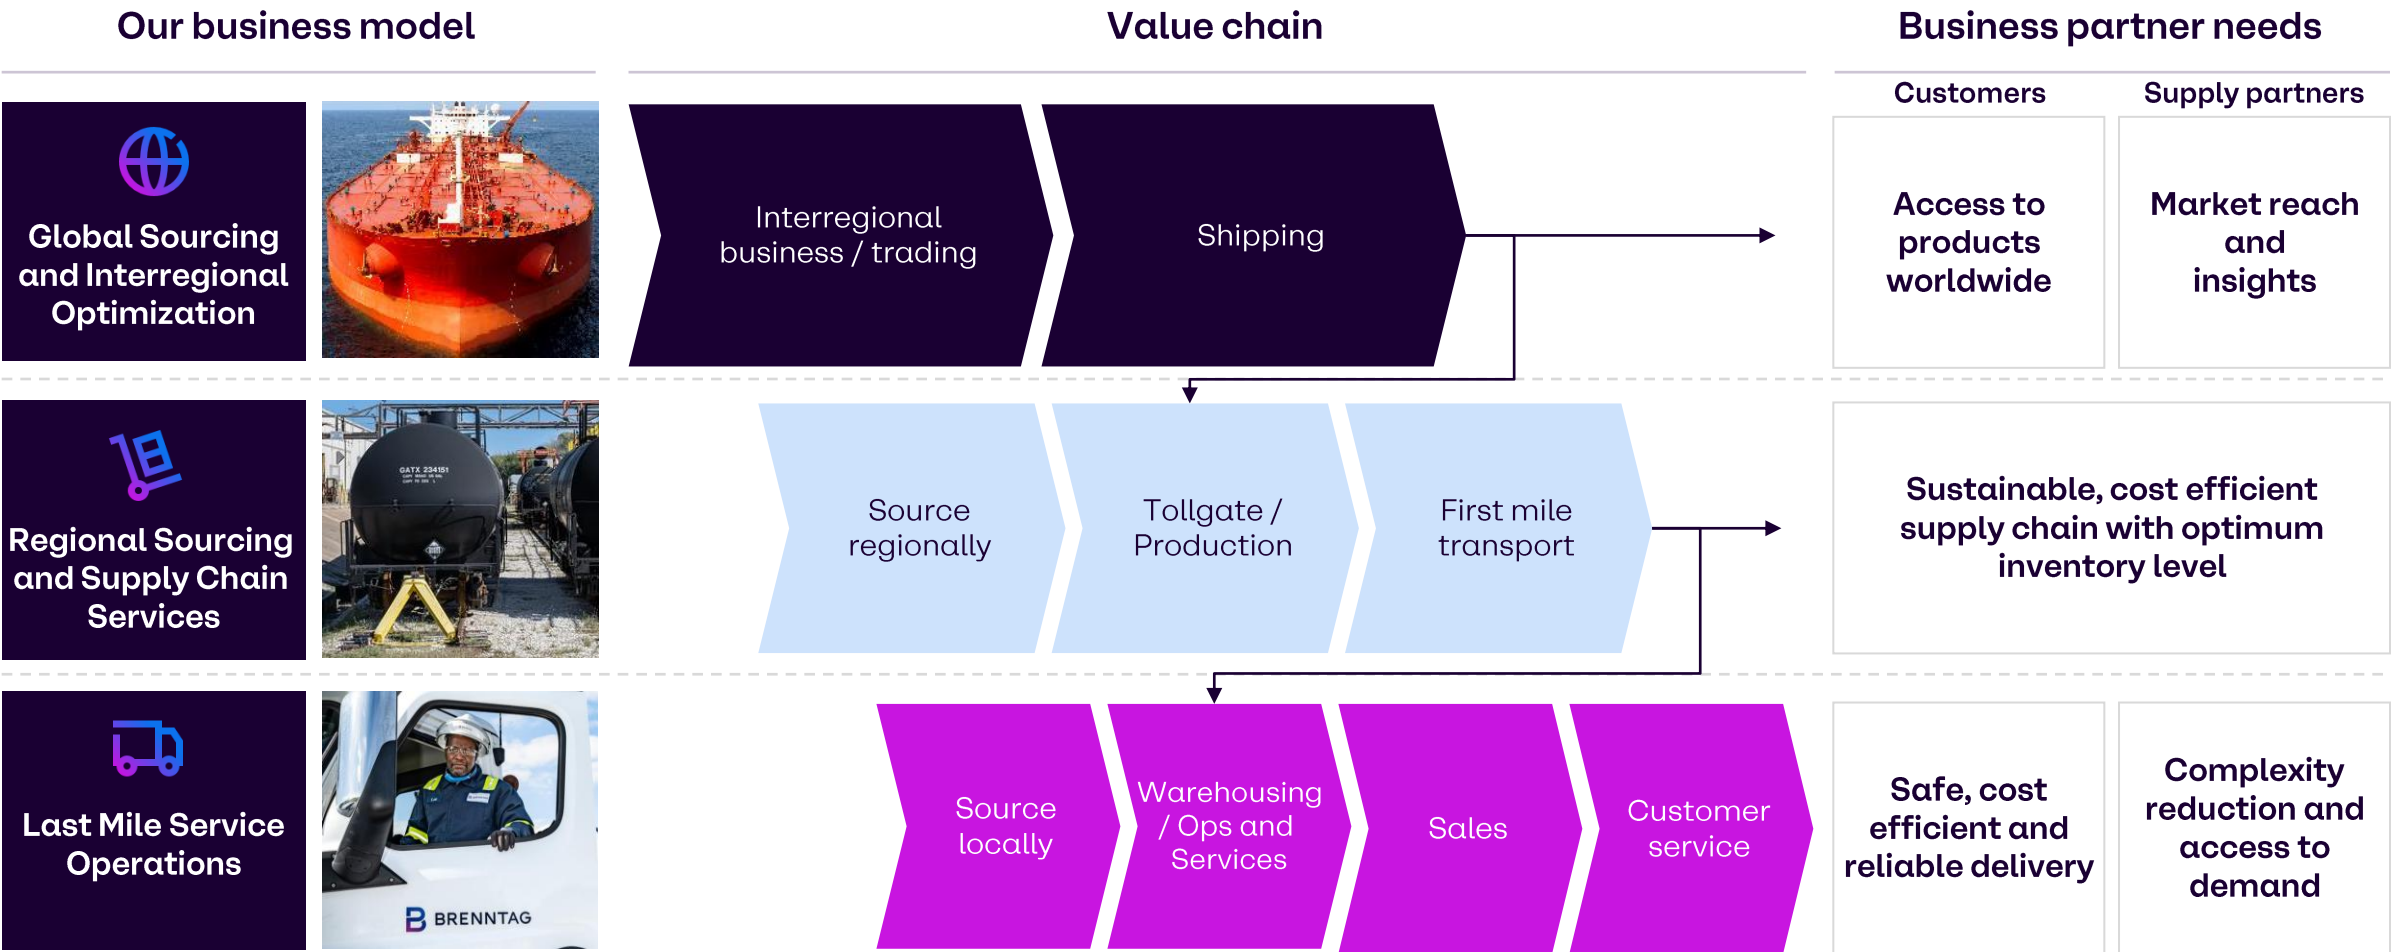 Our business model
Value chain
Business partner needs
Customers
Supply partners
Global Sourcing
and Interregional
Optimization
Interregional
business / trading
Shipping
Access to
products
worldwide
Market reach
and
insights
Regional Sourcing
and Supply Chain
Services
GATX 234151
Source
regionally
Tollgate /
Production
First mile
transport
Sustainable, cost efficient
supply chain with optimum
inventory level
Last Mile Service
Operations
BRENNTAG
Source
locally
Warehousing
/ Ops and
Services
Sales
Customer
service
Safe, cost
efficient and
reliable delivery
Complexity
reduction and
access to
demand